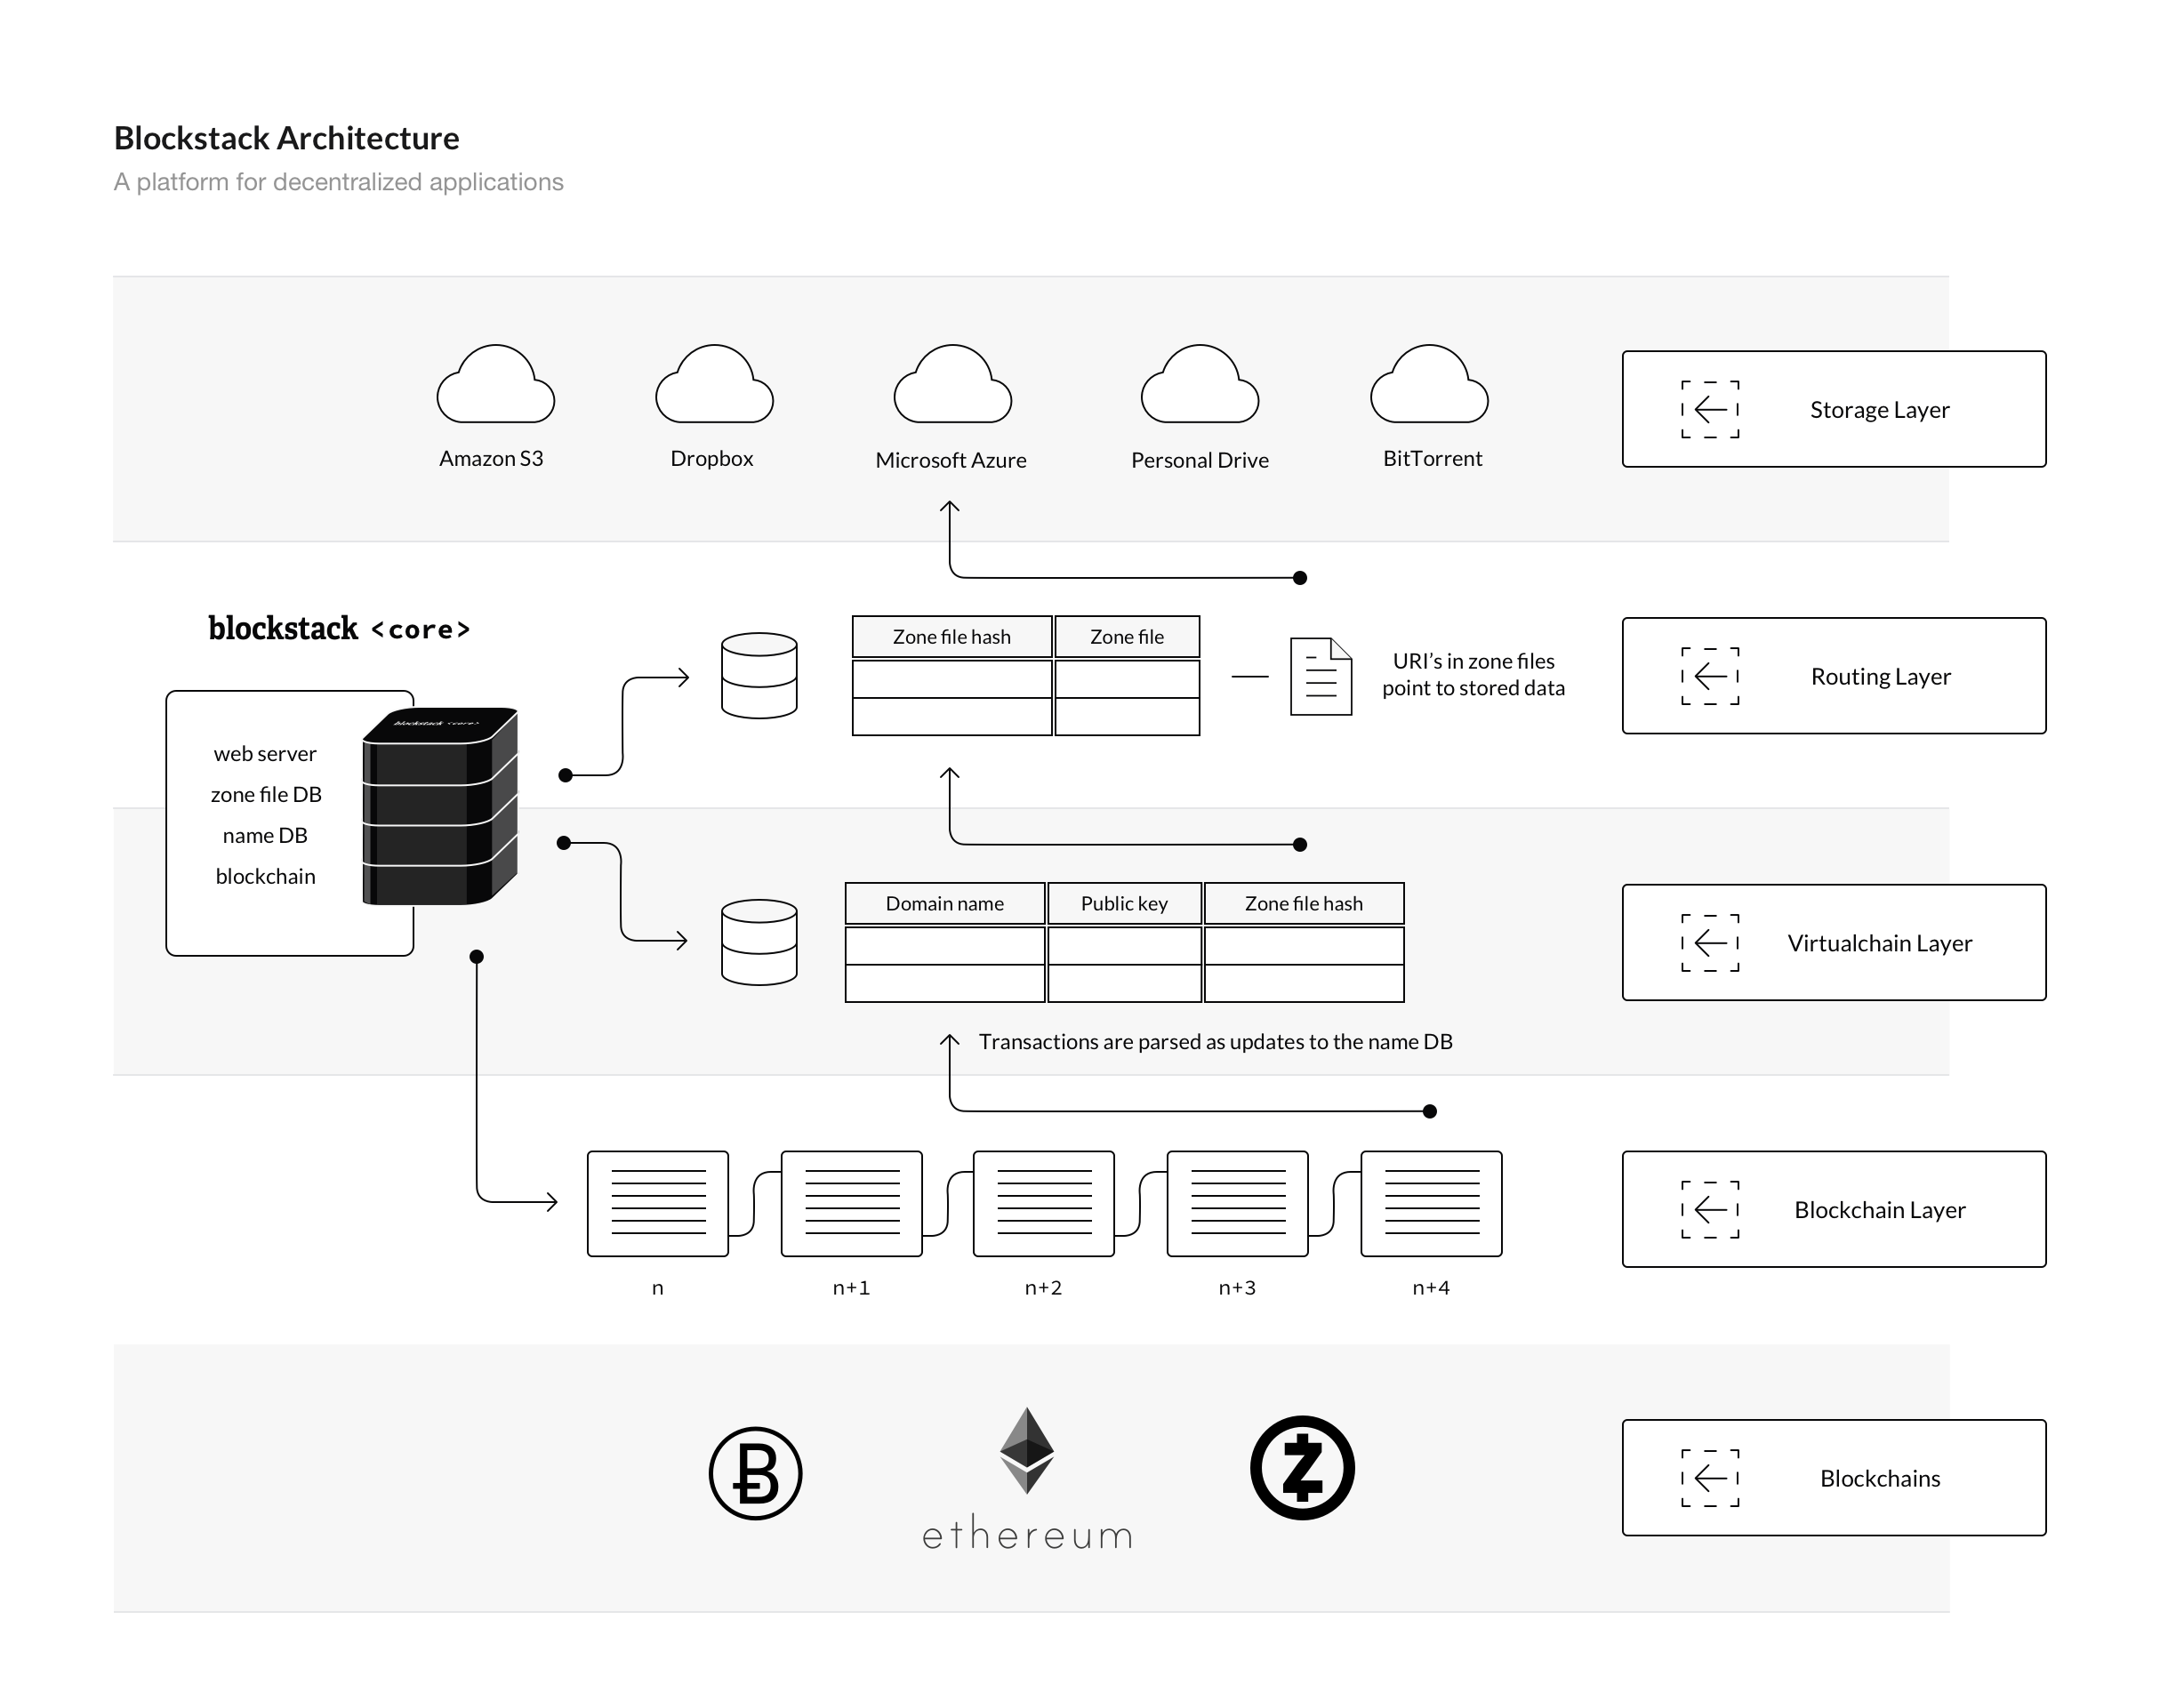 Blockstack Architecture
A platform for decentralized applications
Amazon S3
Dropbox
Microsoft Azure
Personal Drive
BitTorrent
Storage Layer
blockstack <core>
web server
zone file DB
name DB
blockchain
blockstack <core>
Zone file hash
Zone file
URI's in zone files
point to stored data
Routing Layer
Domain name
Public key
Zone file hash
Virtualchain Layer
Transactions are parsed as updates to the name DB
n
n+1
n+2
n+3
n+4
Blockchain Layer
ethereum
Blockchains